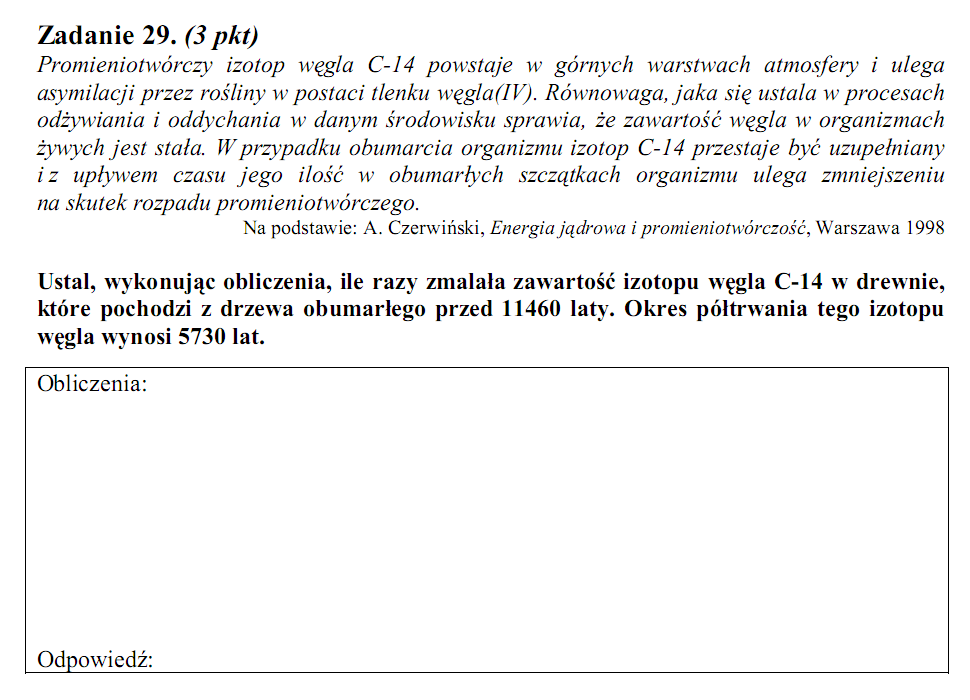 Zadanie 29. (3 pkt)
Promieniotwórczy izotop węgla C-14 powstaje w górnych warstwach atmosfery i ulega
asymilacji przez rośliny w postaci tlenku węgla(IV). Równowaga, jaka się ustala w procesach
odżywiania i oddychania w danym środowisku sprawia, że zawartość węgla w organizmach
żywych jest stała. W przypadku obumarcia organizmu izotop C-14 przestaje być uzupełniany
i z upływem czasu jego ilość w obumarłych szczątkach organizmu ulega zmniejszeniu
na skutek rozpadu promieniotwórczego.
Na podstawie: A. Czerwiński, Energia jądrowa i promieniotwórczość, Warszawa 1998
Ustal, wykonując obliczenia, ile razy zmalała zawartość izotopu węgla C-14 w drewnie,
które pochodzi z drzewa obumarłego przed 11460 laty. Okres półtrwania tego izotopu
węgla wynosi 5730 lat.
Obliczenia:
Odpowiedź: